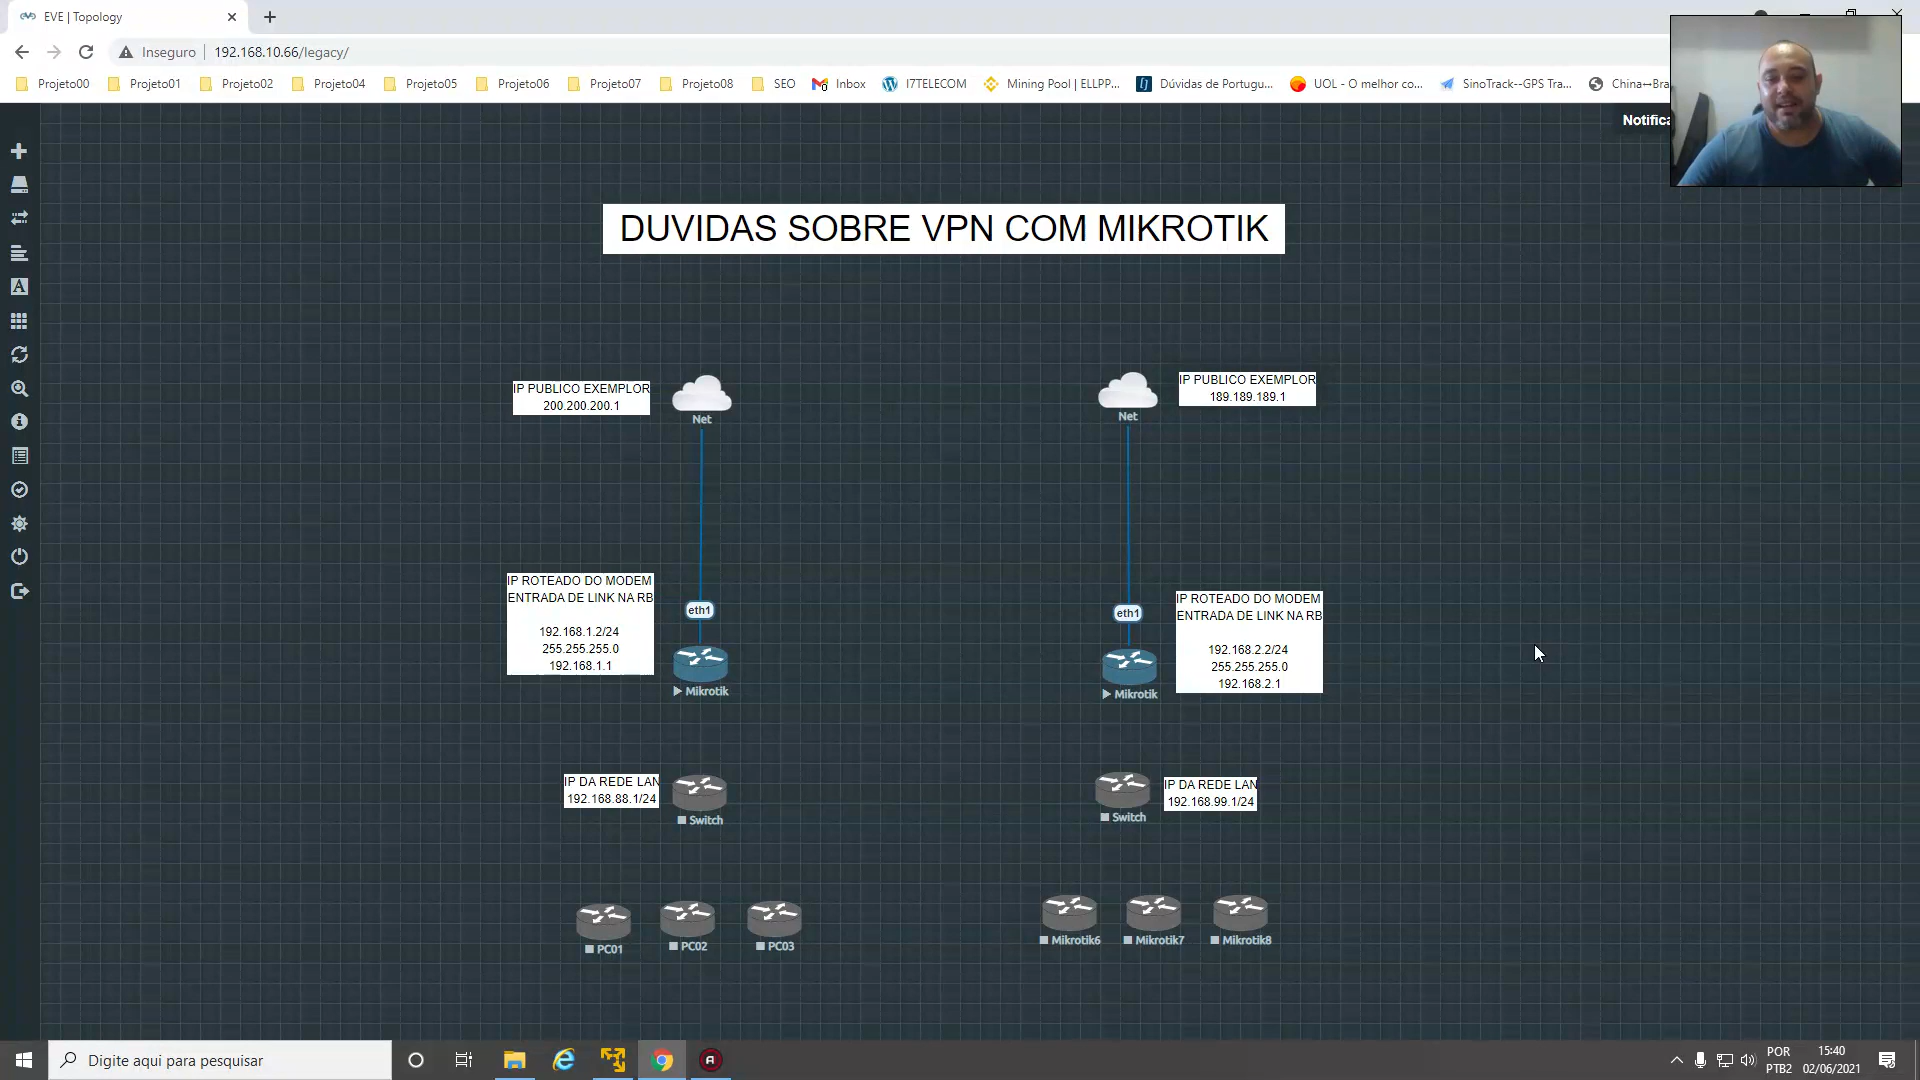 EVE | Topology
Inseguro
192.168.10.66/legacy/
Projeto00
Projeto01
Projeto02
Projeto04
Projeto05
Projeto06
Projeto07
Projeto08
SEO
Inbox
I7TELECOM
Mining Pool | ELLPP...
Dúvidas de Portugu...
UOL - O melhor co...
SinoTrack--GPS Tra...
China↔Bra
Notifica
DUVIDAS SOBRE VPN COM MIKROTIK
IP PUBLICO EXEMPLOR
200.200.200.1
Net
Net
IP PUBLICO EXEMPLOR
189.189.189.1
IP ROTEADO DO MODEM
ENTRADA DE LINK NA RB
192.168.1.2/24
255.255.255.0
192.168.1.1
eth1
Mikrotik
eth1
Mikrotik
IP ROTEADO DO MODEM
ENTRADA DE LINK NA RB
192.168.2.2/24
255.255.255.0
192.168.2.1
IP DA REDE LAN
192.168.88.1/24
Switch
Switch
IP DA REDE LAN
192.168.99.1/24
PC01
PC02
PC03
Mikrotik6
Mikrotik7
Mikrotik8
Digite aqui para pesquisar
POR
PTB2
15:40
02/06/2021